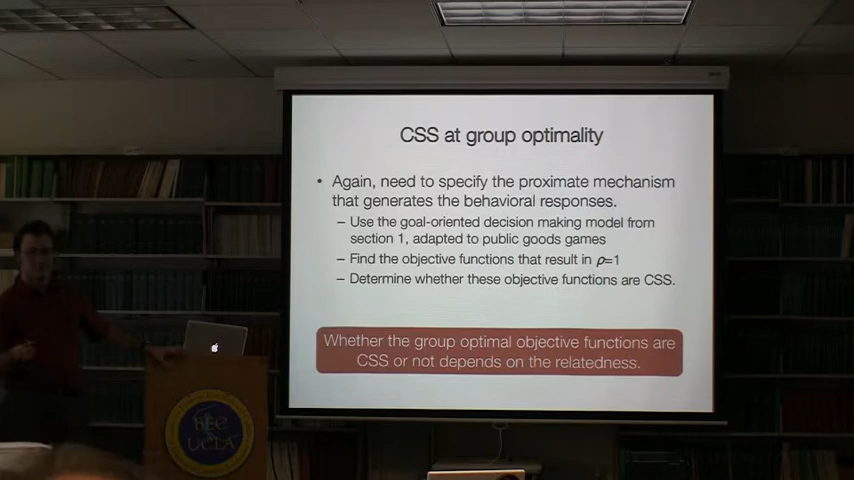 CSS at group optimality
• Again, need to specify the proximate mechanism
that generates the behavioral responses.
– Use the goal-oriented decision making model from
section 1, adapted to public goods games
– Find the objective functions that result in ρ=1
– Determine whether these objective functions are CSS.
Whether the group optimal objective functions are
CSS or not depends on the relatedness.
BEC
UCLA